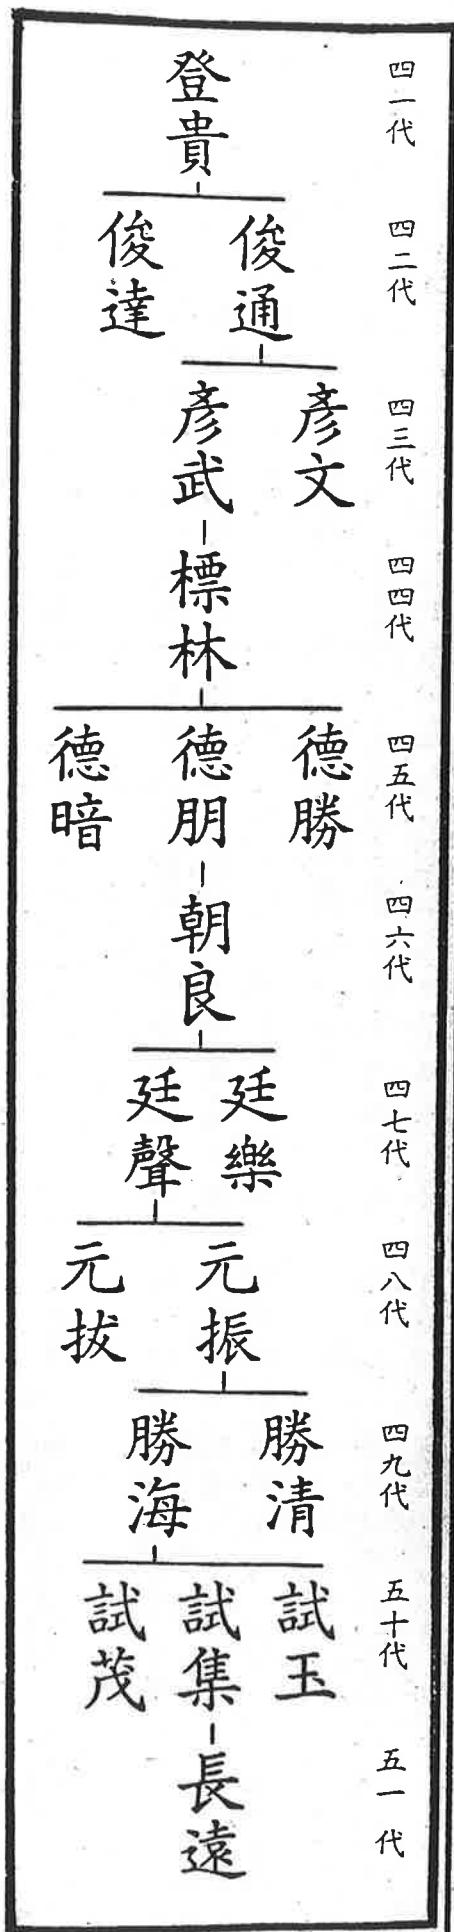 四一代
登貴
四二代
俊通
俊達
四三代
彥文
彥武
四四代
標林
四五代
德勝
德朋
德暗
四六代
朝良
四七代
廷樂
廷聲
四八代
元振
元拔
四九代
勝清
勝海
五十代
試玉
試集
試茂
五一代
長遠